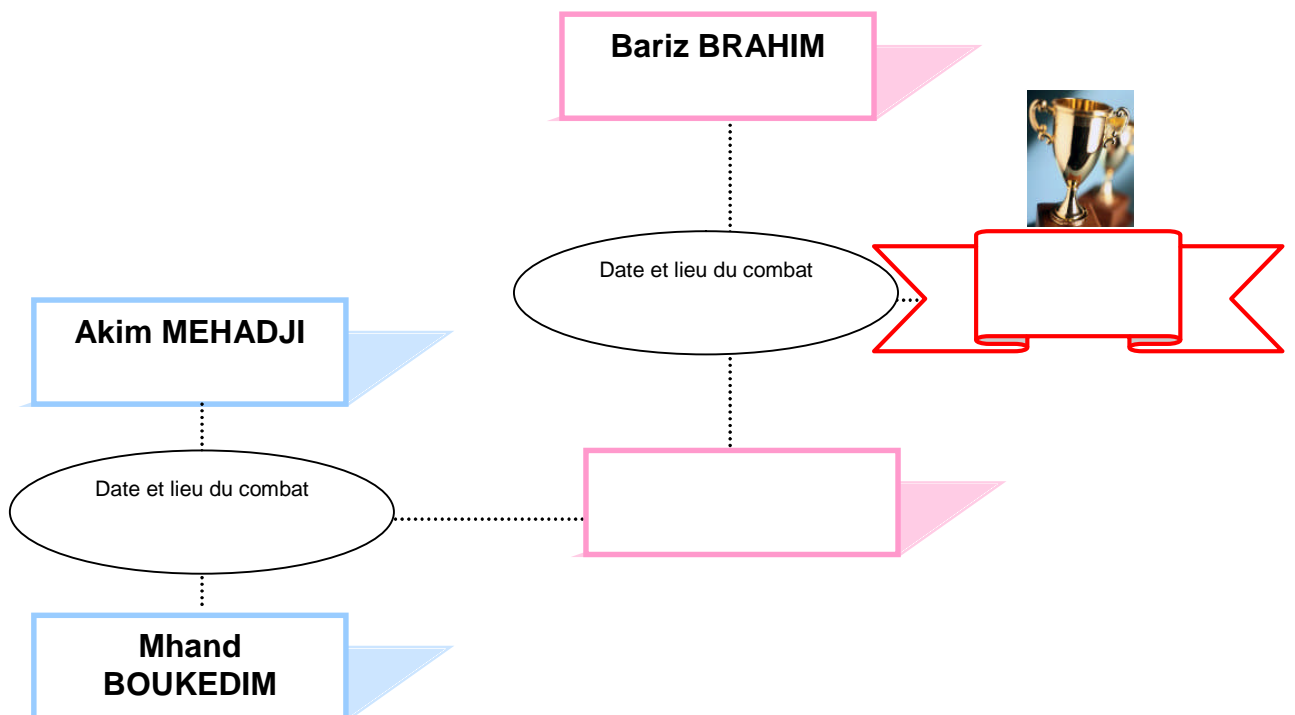 Bariz BRAHIM
Date et lieu du combat
Akim MEHADJI
Date et lieu du combat
Mhand
BOUKEDIM